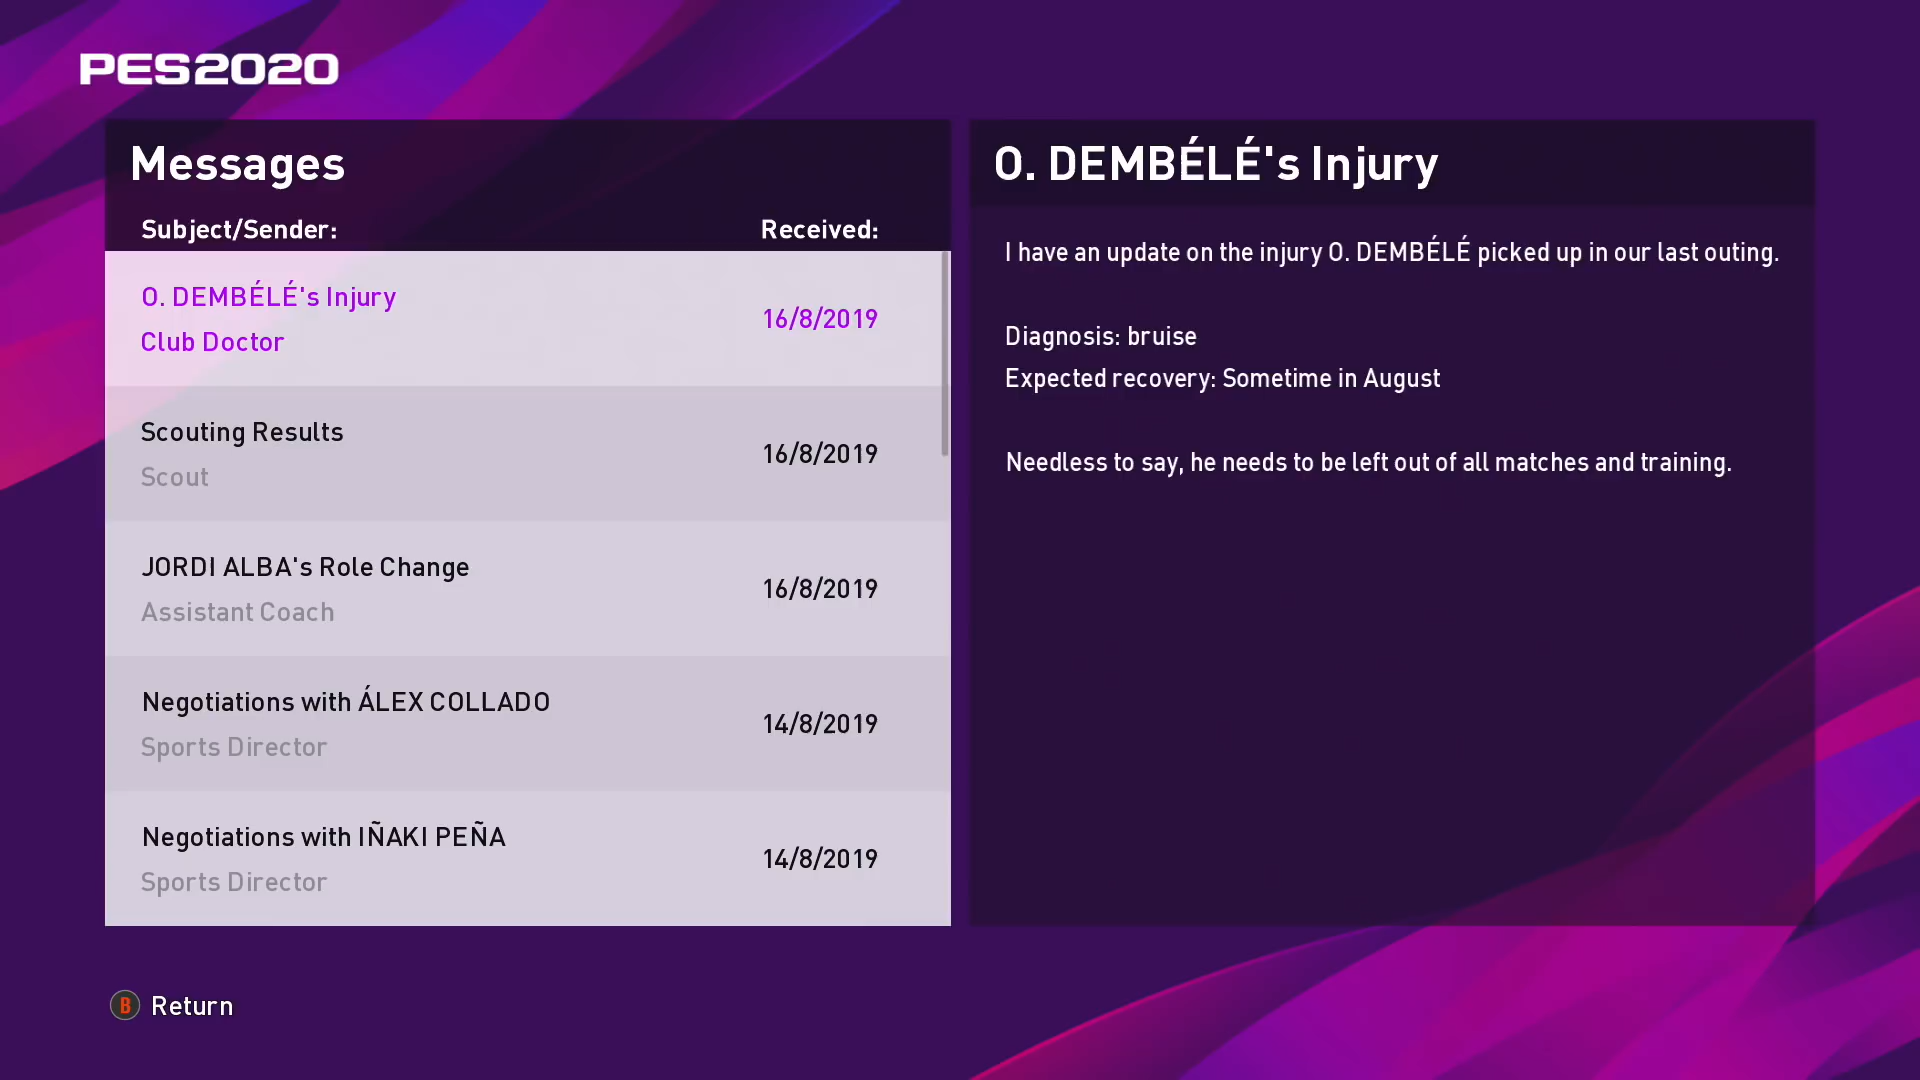 PES2020
Messages
Subject/Sender:
Received:
O. DEMBÉLÉ's Injury
Club Doctor
16/8/2019
Scouting Results
Scout
16/8/2019
JORDI ALBA's Role Change
Assistant Coach
16/8/2019
Negotiations with ÁLEX COLLADO
Sports Director
14/8/2019
Negotiations with IÑAKI PEÑA
Sports Director
14/8/2019
O. DEMBÉLÉ's Injury
I have an update on the injury O. DEMBÉLÉ picked up in our last outing.
Diagnosis: bruise
Expected recovery: Sometime in August
Needless to say, he needs to be left out of all matches and training.
B Return